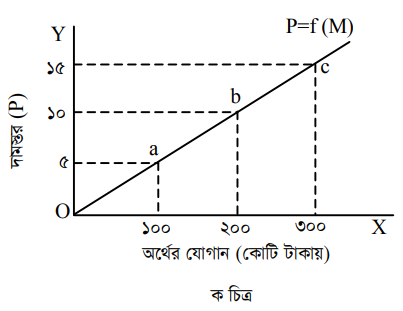 Y
P=f (M)
১৫
c
b
১০
a
৫
দামস্তর (P)
O
১০০ ২০০ ৩০০ X
অর্থের যোগান (কোটি টাকায়)
ক চিত্র